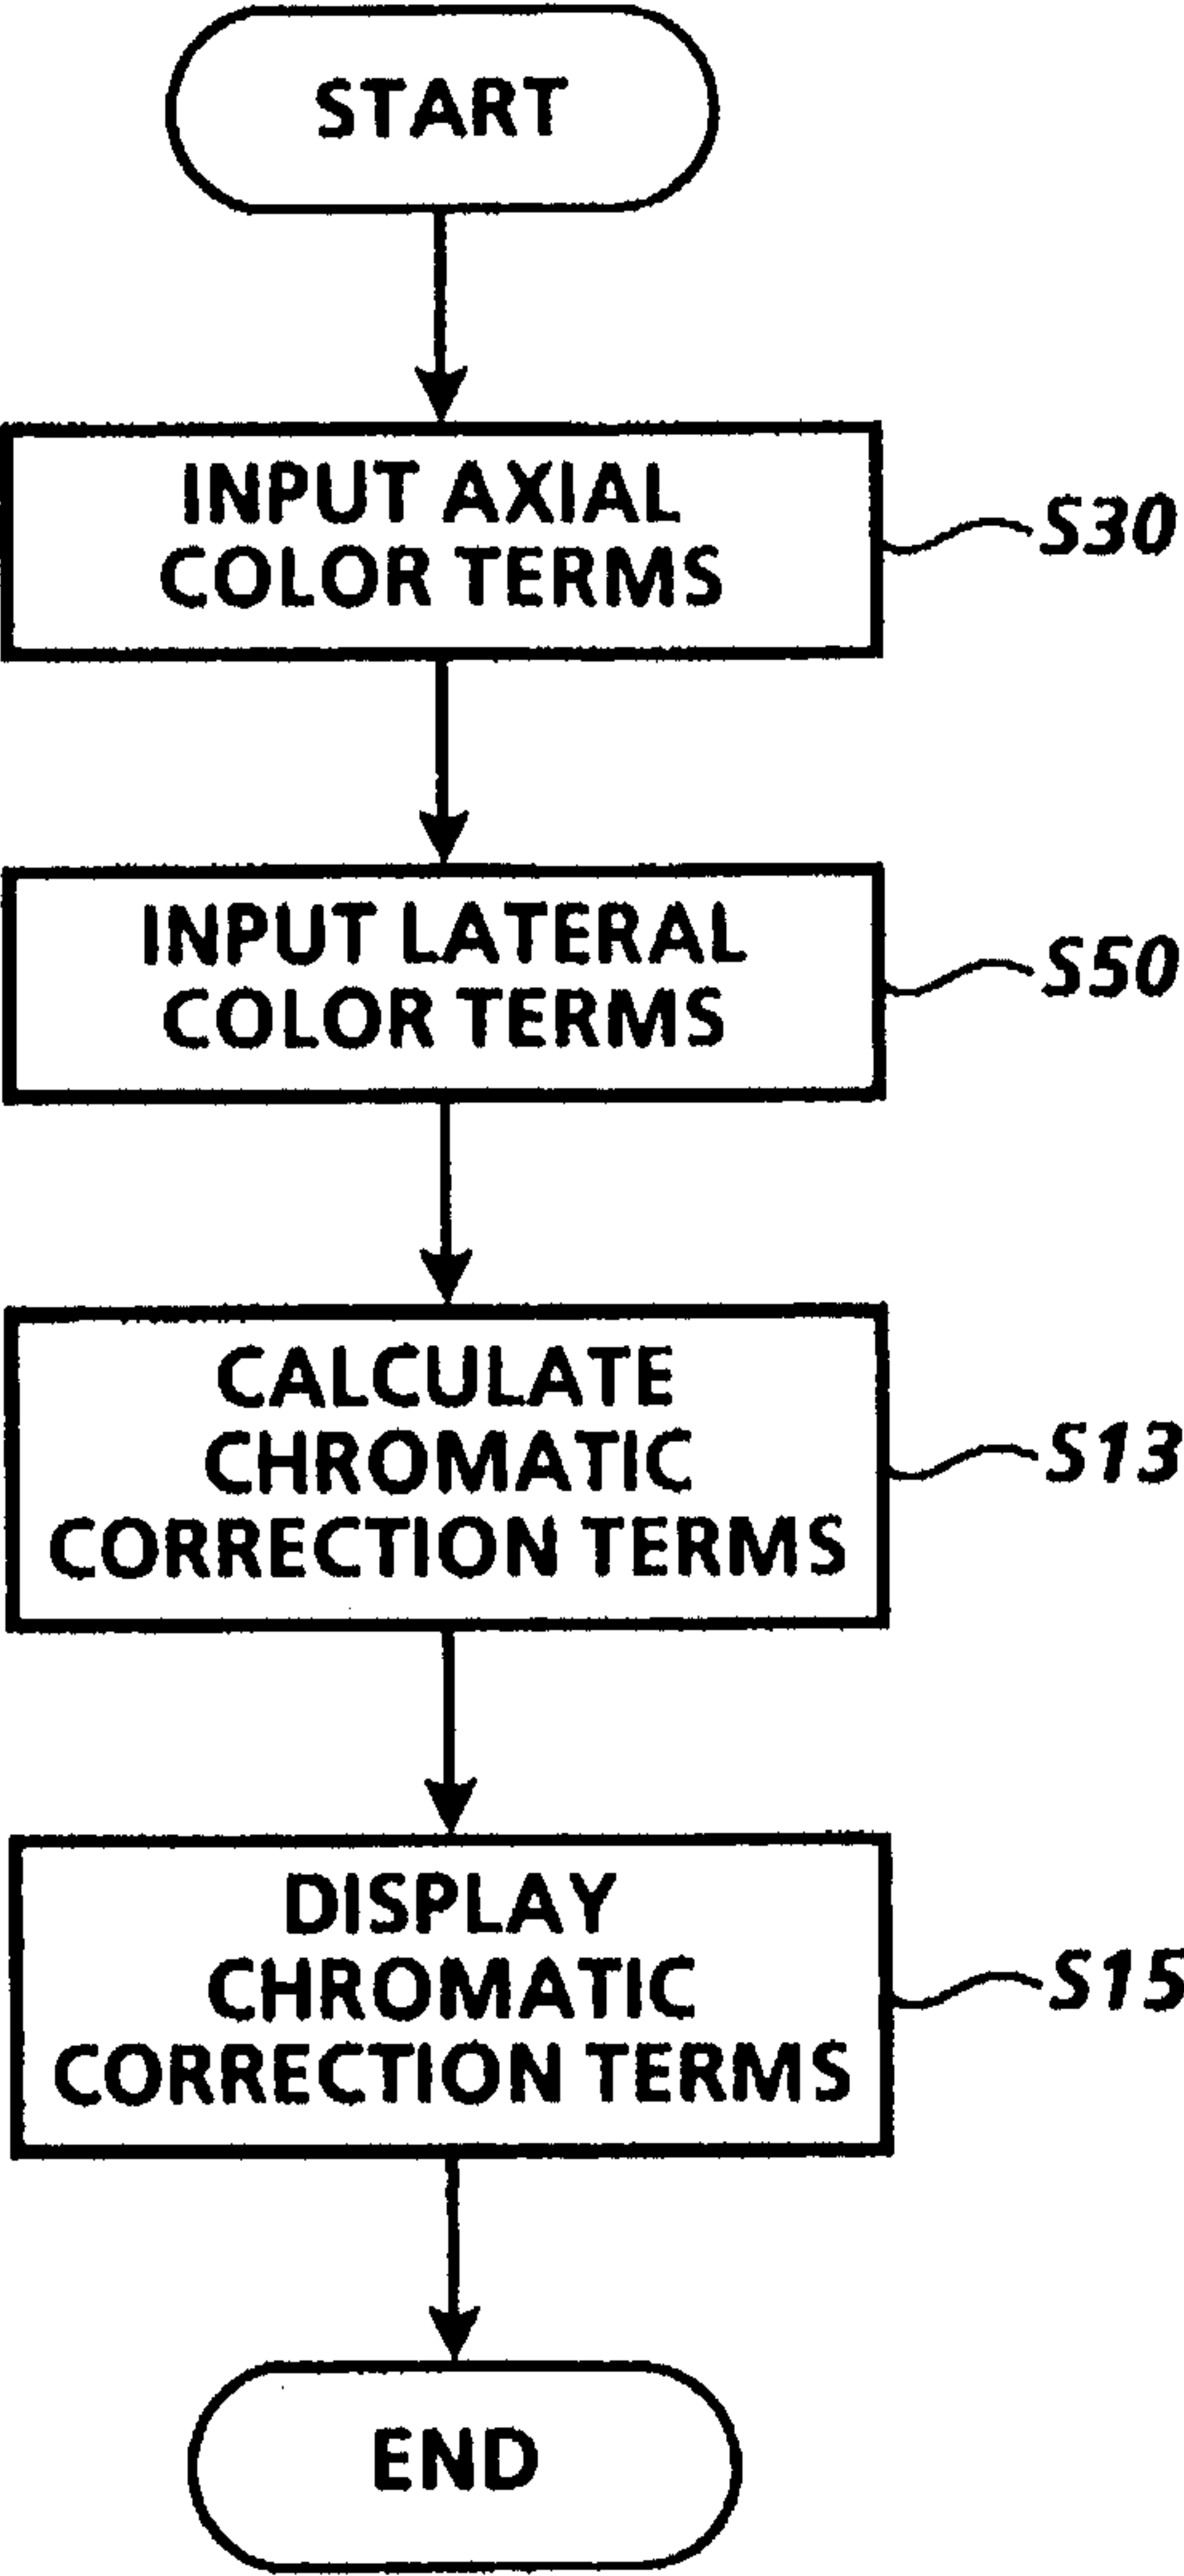 START
INPUT AXIAL
COLOR TERMS
S30
INPUT LATERAL
COLOR TERMS
S50
CALCULATE
CHROMATIC
CORRECTION TERMS
S13
DISPLAY
CHROMATIC
CORRECTION TERMS
S15
END